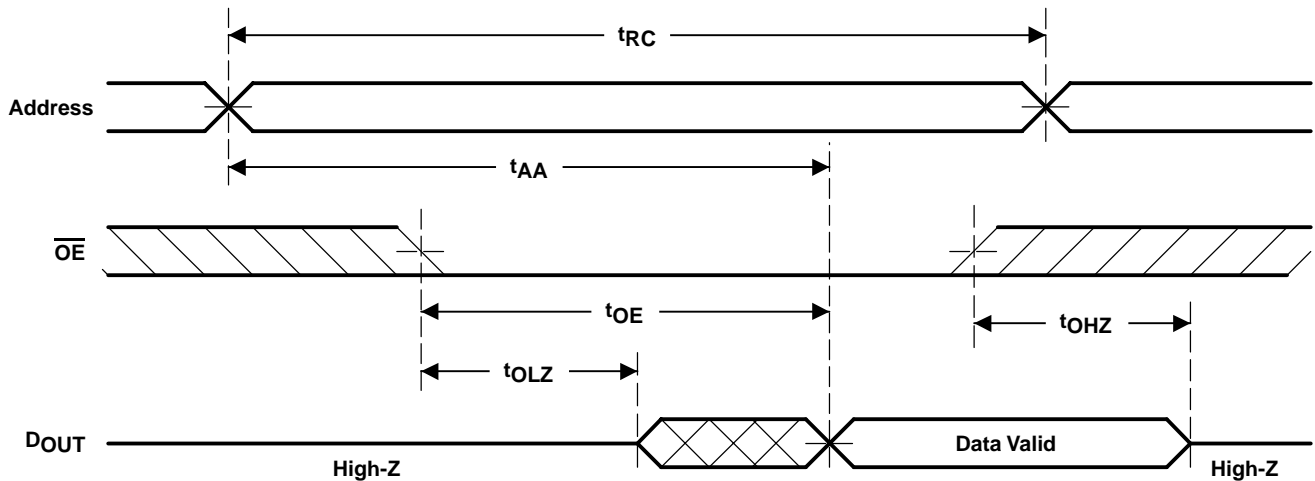 tRC
Address
tAA
OE
tOE
tOHZ
tOLZ
DOUT
Data Valid
High-Z
High-Z